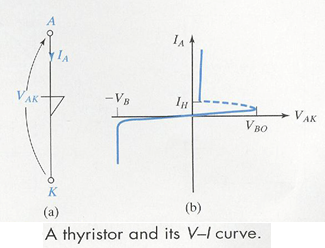 A
I_A
V_AK
K
(a)
I_A
–V_B
I_H
V_AK
V_BO
(b)
A thyristor and its V–I curve.